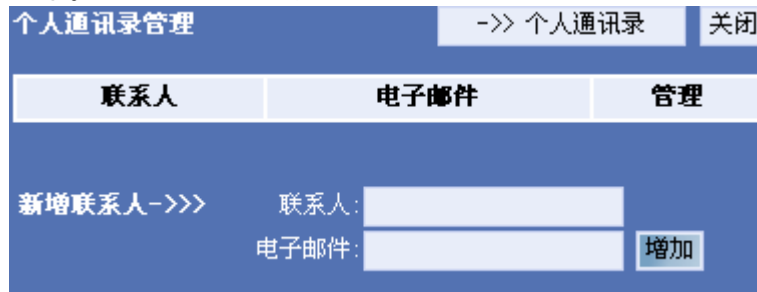 个人通讯录管理 ->> 个人通讯录 关闭
联系人 电子邮件 管理
新增联系人->>> 联系人:
电子邮件: 增加